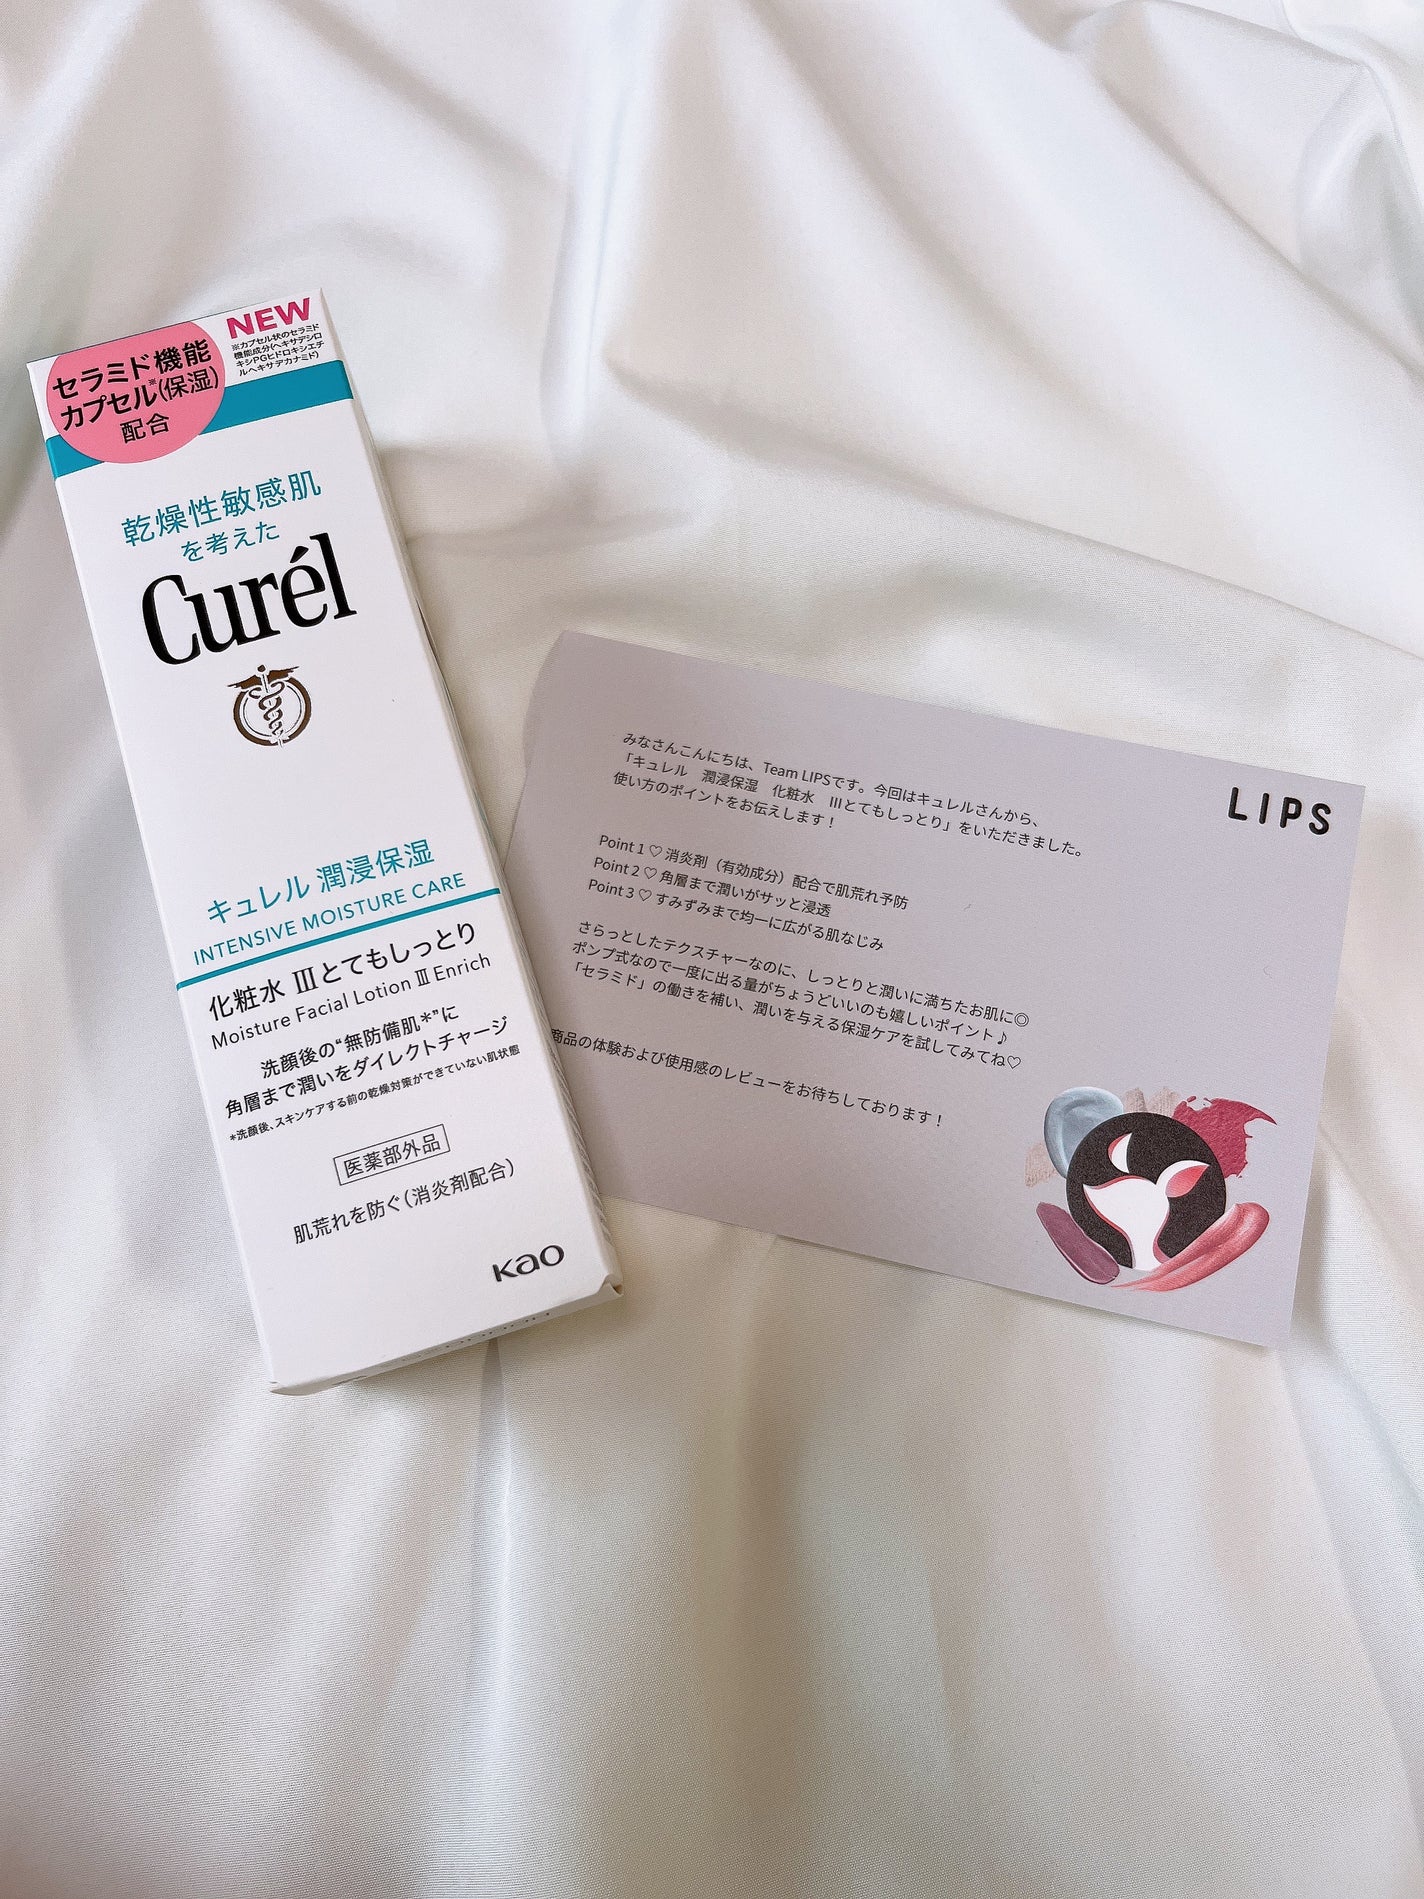 NEW
※カプセル状のセラミド
機能成分(ヘキサデシロ
キシPGヒドロキシエチ
ルヘキサデカナミド)
セラミド機能
カプセル※(保湿)
配合
乾燥性敏感肌
を考えた
Curél
キュレル 潤浸保湿
INTENSIVE MOISTURE CARE
化粧水 Ⅲとてもしっとり
Moisture Facial Lotion Ⅲ Enrich
洗顔後の“無防備肌*”に
角層まで潤いをダイレクトチャージ
*洗顔後、スキンケアする前の乾燥対策ができていない肌状態
医薬部外品
肌荒れを防ぐ(消炎剤配合)
Kao
LIPS
みなさんこんにちは、Team LIPSです。今回はキュレルさんから、
「キュレル 潤浸保湿 化粧水 IIIとてもしっとり」をいただきました。
使い方のポイントをお伝えします！
Point 1 ♡ 消炎剤（有効成分）配合で肌荒れ予防
Point 2 ♡ 角層まで潤いがサッと浸透
Point 3 ♡ すみずみまで均一に広がる肌なじみ
さらっとしたテクスチャーなのに、しっとりと潤いに満ちたお肌に◎
ポンプ式なので一度に出る量がちょうどいいのも嬉しいポイント♪
「セラミド」の働きを補い、潤いを与える保湿ケアを試してみてね♡
商品の体験および使用感のレビューをお待ちしております！